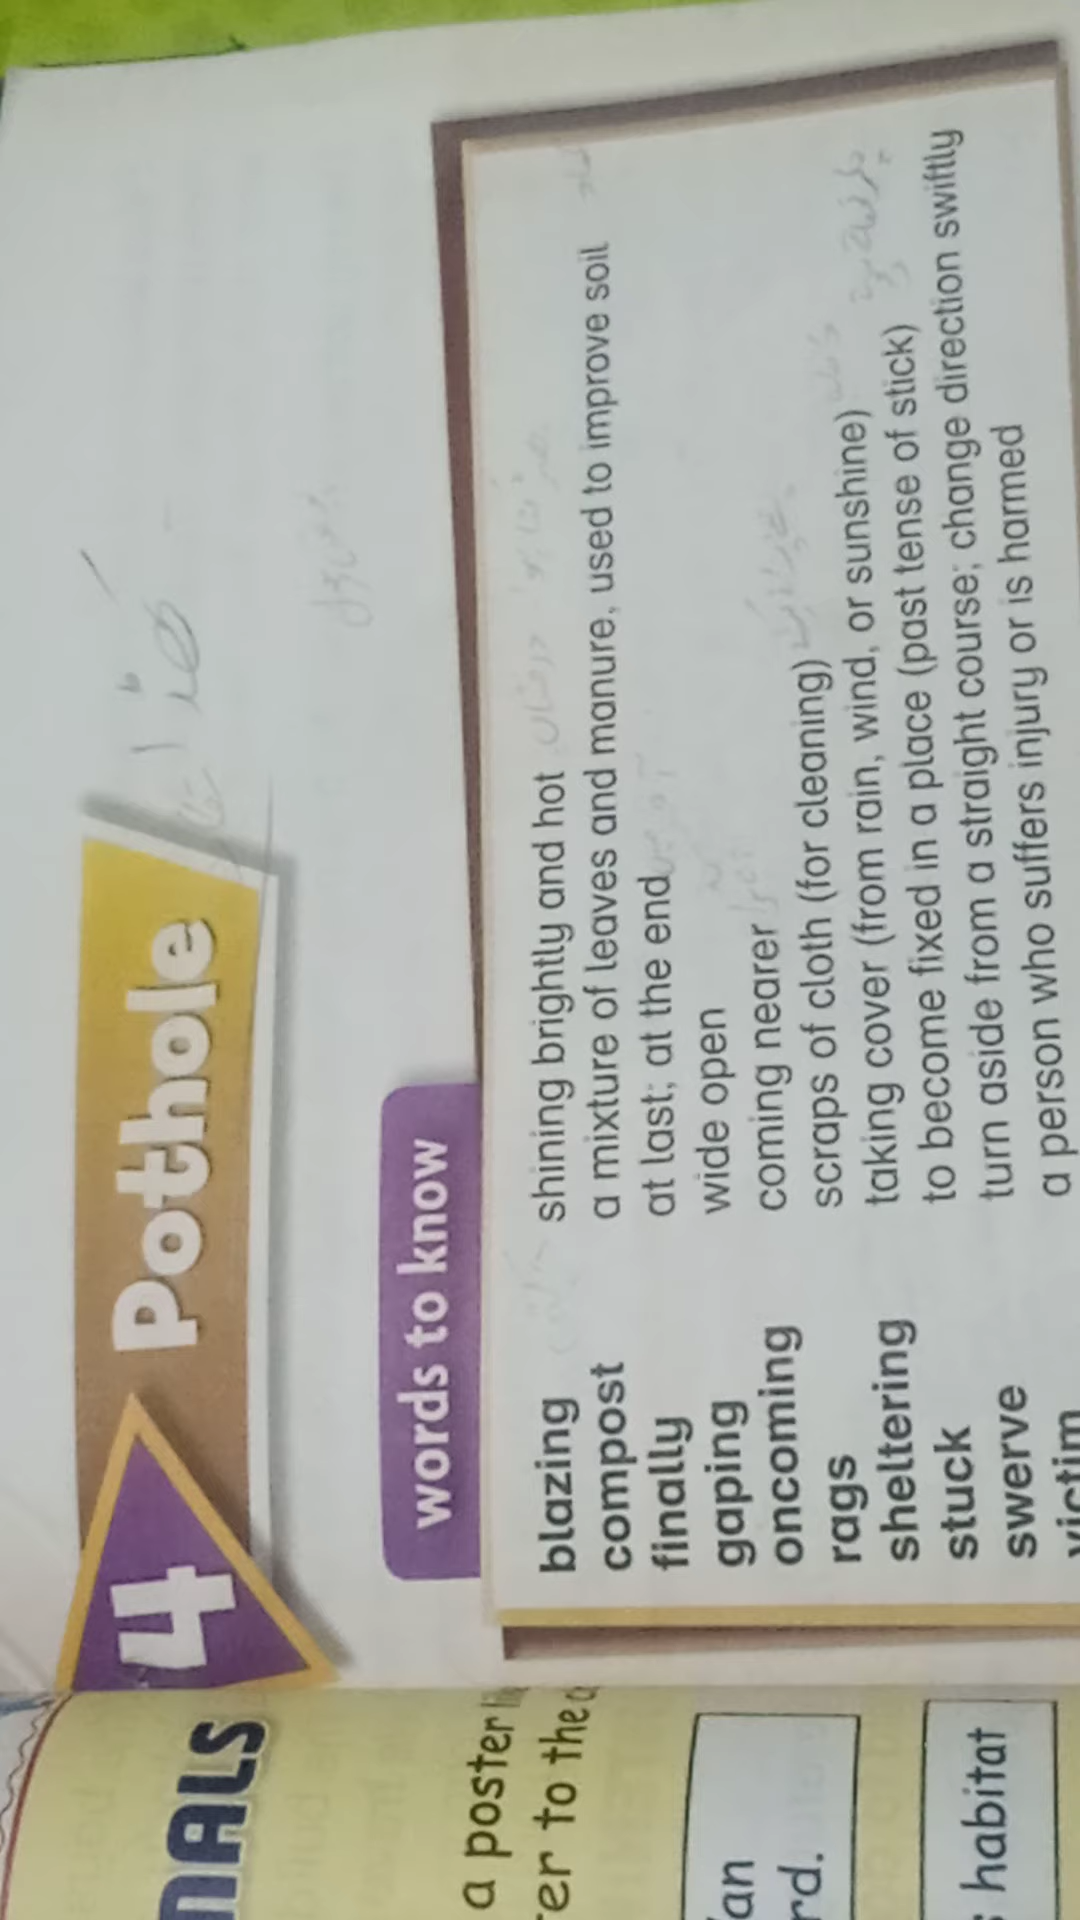 4 Pothole
words to know
blazing shining brightly and hot
compost a mixture of leaves and manure, used to improve soil
finally at last; at the end
gaping wide open
oncoming coming nearer
rags scraps of cloth (for cleaning)
sheltering taking cover (from rain, wind, or sunshine)
stuck to become fixed in a place (past tense of stick)
swerve turn aside from a straight course; change direction swiftly
victim a person who suffers injury or is harmed
a poster
to the
habitat